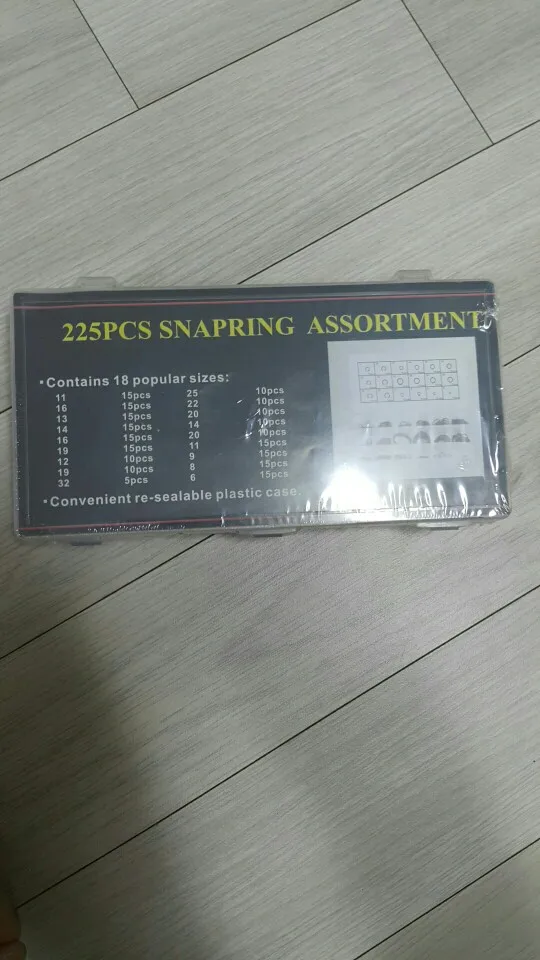 225PCS SNAPRING ASSORTMENT
·Contains 18 popular sizes:
11 15pcs 25 10pcs
16 15pcs 22 10pcs
13 15pcs 20 10pcs
14 15pcs 14 10pcs
16 15pcs 20 10pcs
19 15pcs 11 15pcs
12 10pcs 9 15pcs
19 10pcs 8 15pcs
32 5pcs 6 15pcs
·Convenient re-sealable plastic case.